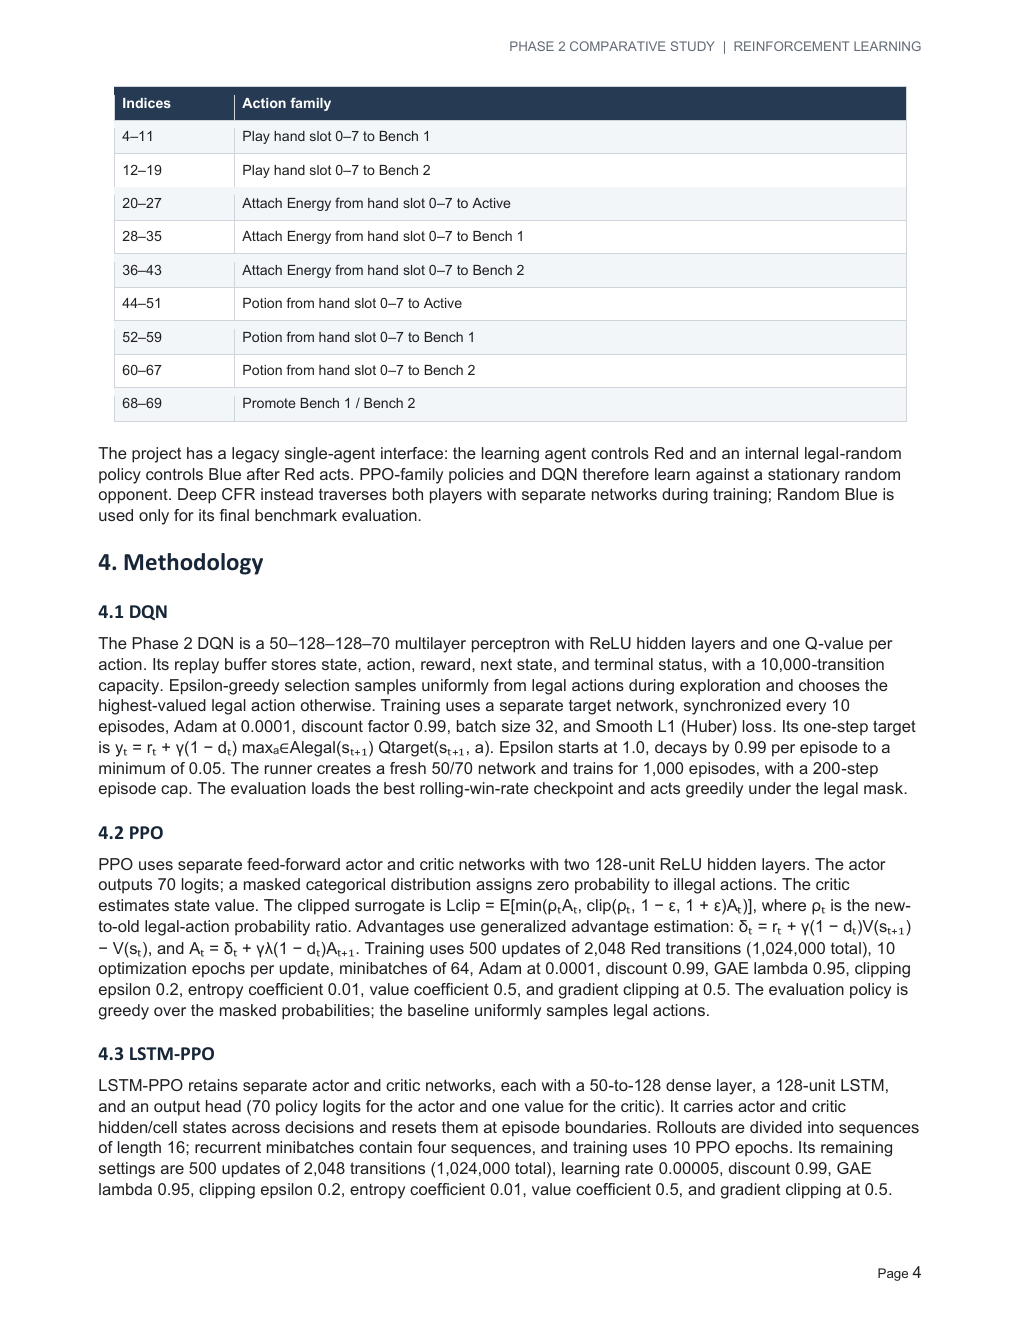 PHASE 2 COMPARATIVE STUDY | REINFORCEMENT LEARNING
Indices Action family
4–11 Play hand slot 0–7 to Bench 1
12–19 Play hand slot 0–7 to Bench 2
20–27 Attach Energy from hand slot 0–7 to Active
28–35 Attach Energy from hand slot 0–7 to Bench 1
36–43 Attach Energy from hand slot 0–7 to Bench 2
44–51 Potion from hand slot 0–7 to Active
52–59 Potion from hand slot 0–7 to Bench 1
60–67 Potion from hand slot 0–7 to Bench 2
68–69 Promote Bench 1 / Bench 2
The project has a legacy single-agent interface: the learning agent controls Red and an internal legal-random
policy controls Blue after Red acts. PPO-family policies and DQN therefore learn against a stationary random
opponent. Deep CFR instead traverses both players with separate networks during training; Random Blue is
used only for its final benchmark evaluation.
4. Methodology
4.1 DQN
The Phase 2 DQN is a 50–128–128–70 multilayer perceptron with ReLU hidden layers and one Q-value per
action. Its replay buffer stores state, action, reward, next state, and terminal status, with a 10,000-transition
capacity. Epsilon-greedy selection samples uniformly from legal actions during exploration and chooses the
highest-valued legal action otherwise. Training uses a separate target network, synchronized every 10
episodes, Adam at 0.0001, discount factor 0.99, batch size 32, and Smooth L1 (Huber) loss. Its one-step target
is yₜ = rₜ + γ(1 − dₜ) maxₐ∈Alegal(sₜ₊₁) Qtarget(sₜ₊₁, a). Epsilon starts at 1.0, decays by 0.99 per episode to a
minimum of 0.05. The runner creates a fresh 50/70 network and trains for 1,000 episodes, with a 200-step
episode cap. The evaluation loads the best rolling-win-rate checkpoint and acts greedily under the legal mask.
4.2 PPO
PPO uses separate feed-forward actor and critic networks with two 128-unit ReLU hidden layers. The actor
outputs 70 logits; a masked categorical distribution assigns zero probability to illegal actions. The critic
estimates state value. The clipped surrogate is Lclip = E[min(ρₜAₜ, clip(ρₜ, 1 − ε, 1 + ε)Aₜ)], where ρₜ is the new-
to-old legal-action probability ratio. Advantages use generalized advantage estimation: δₜ = rₜ + γ(1 − dₜ)V(sₜ₊₁)
− V(sₜ), and Aₜ = δₜ + γλ(1 − dₜ)Aₜ₊₁. Training uses 500 updates of 2,048 Red transitions (1,024,000 total), 10
optimization epochs per update, minibatches of 64, Adam at 0.0001, discount 0.99, GAE lambda 0.95, clipping
epsilon 0.2, entropy coefficient 0.01, value coefficient 0.5, and gradient clipping at 0.5. The evaluation policy is
greedy over the masked probabilities; the baseline uniformly samples legal actions.
4.3 LSTM-PPO
LSTM-PPO retains separate actor and critic networks, each with a 50-to-128 dense layer, a 128-unit LSTM,
and an output head (70 policy logits for the actor and one value for the critic). It carries actor and critic
hidden/cell states across decisions and resets them at episode boundaries. Rollouts are divided into sequences
of length 16; recurrent minibatches contain four sequences, and training uses 10 PPO epochs. Its remaining
settings are 500 updates of 2,048 transitions (1,024,000 total), learning rate 0.00005, discount 0.99, GAE
lambda 0.95, clipping epsilon 0.2, entropy coefficient 0.01, value coefficient 0.5, and gradient clipping at 0.5.
Page 4